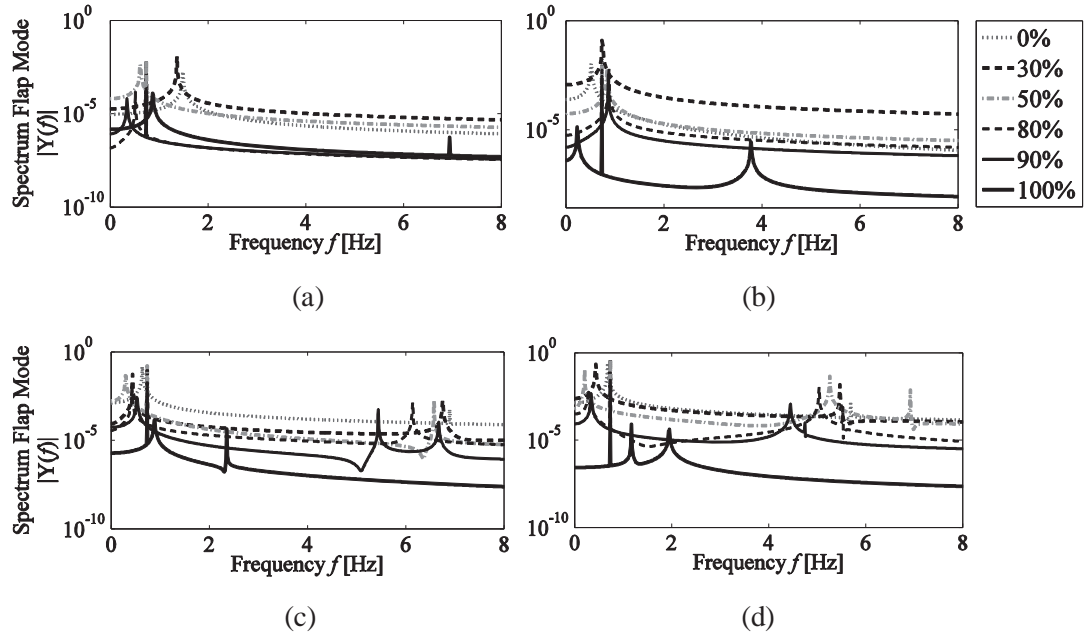 Spectrum Flap Mode
|Y(f)|
10^0
10^-5
10^-10
0 2 4 6 8
Frequency f [Hz]
(a)
10^0
10^-5
0 2 4 6 8
Frequency f [Hz]
(b)
0%
30%
50%
80%
90%
100%
Spectrum Flap Mode
|Y(f)|
10^0
10^-5
10^-10
0 2 4 6 8
Frequency f [Hz]
(c)
10^0
10^-5
10^-10
0 2 4 6 8
Frequency f [Hz]
(d)